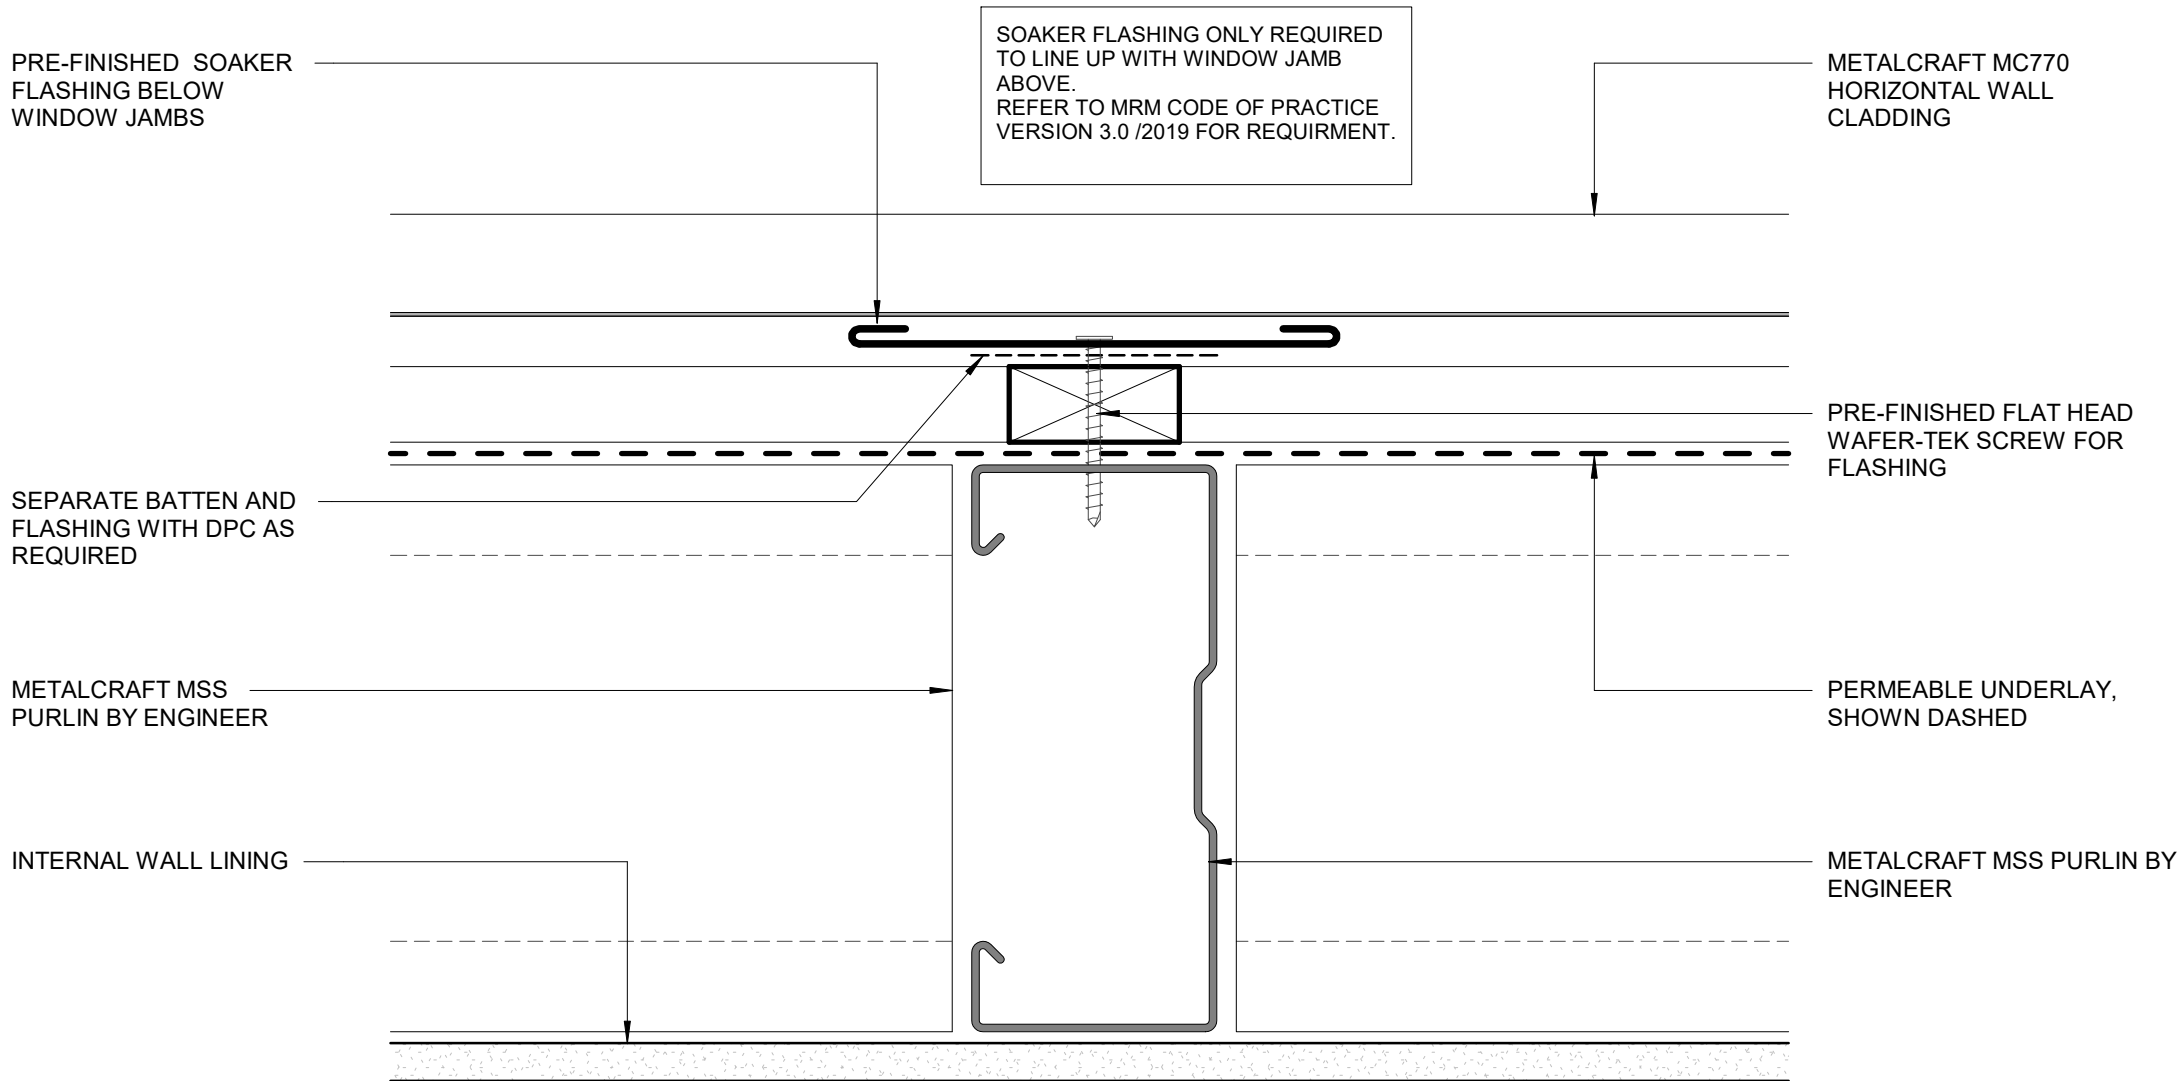 PRE-FINISHED SOAKER
FLASHING BELOW
WINDOW JAMBS
SOAKER FLASHING ONLY REQUIRED
TO LINE UP WITH WINDOW JAMB
ABOVE.
REFER TO MRM CODE OF PRACTICE
VERSION 3.0 /2019 FOR REQUIRMENT.
METALCRAFT MC770
HORIZONTAL WALL
CLADDING
PRE-FINISHED FLAT HEAD
WAFER-TEK SCREW FOR
FLASHING
SEPARATE BATTEN AND
FLASHING WITH DPC AS
REQUIRED
METALCRAFT MSS
PURLIN BY ENGINEER
PERMEABLE UNDERLAY,
SHOWN DASHED
INTERNAL WALL LINING
METALCRAFT MSS PURLIN BY
ENGINEER